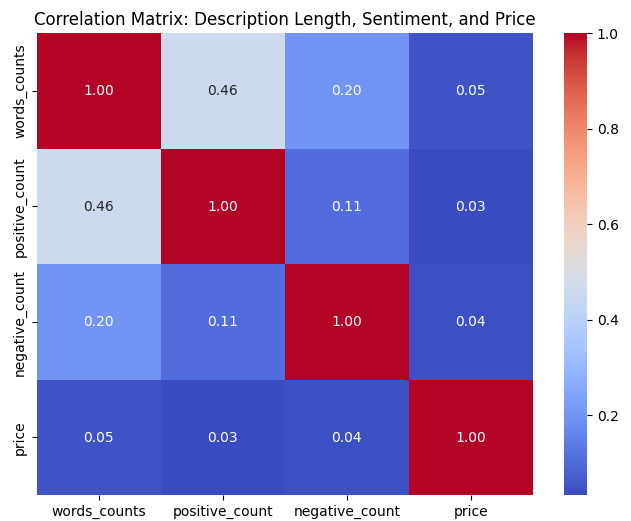 Correlation Matrix: Description Length, Sentiment, and Price
words_counts
1.00
0.46
0.20
0.05
positive_count
0.46
1.00
0.11
0.03
negative_count
0.20
0.11
1.00
0.04
price
0.05
0.03
0.04
1.00
words_counts
positive_count
negative_count
price
1.0
0.8
0.6
0.4
0.2